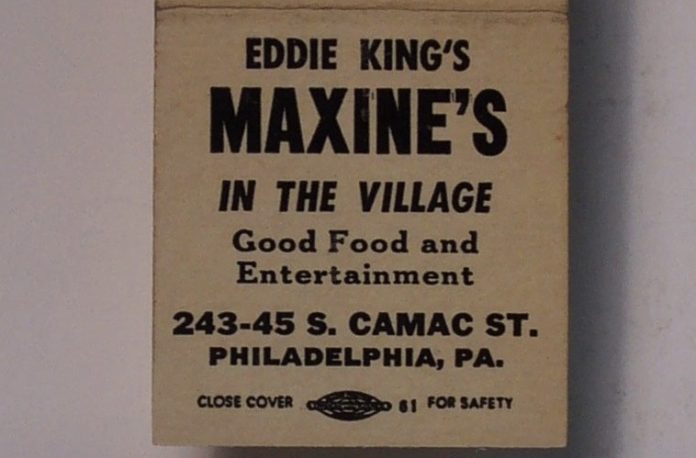 EDDIE KING'S
MAXINE'S
IN THE VILLAGE
Good Food and
Entertainment
243-45 S. CAMAC ST.
PHILADELPHIA, PA.
CLOSE COVER 61 FOR SAFETY